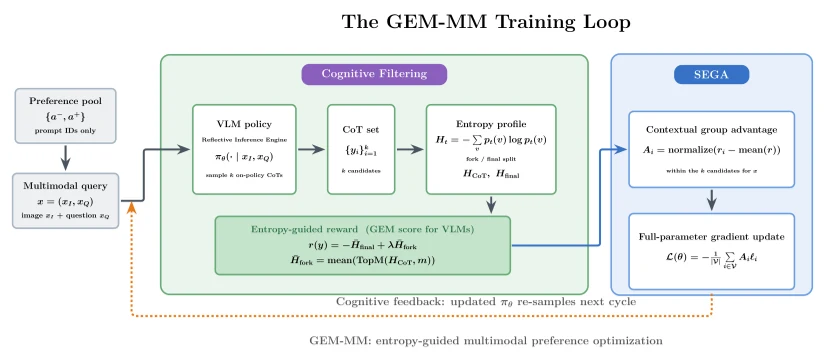 The GEM-MM Training Loop
Cognitive Filtering
SEGA
Preference pool
{a⁻, a⁺}
prompt IDs only
Multimodal query
x = (x_I, x_Q)
image x_I + question x_Q
VLM policy
Reflective Inference Engine
π_θ(· | x_I, x_Q)
sample k on-policy CoTs
CoT set
{y_i}_{i=1}^k
k candidates
Entropy profile
H_t = − ∑_v p_t(v) log p_t(v)
fork / final split
H_CoT, H_final
Entropy-guided reward (GEM score for VLMs)
r(y) = −H̄_final + λH̄_fork
H̄_fork = mean(TopM(H_CoT, m))
Contextual group advantage
A_i = normalize(r_i − mean(r))
within the k candidates for x
Full-parameter gradient update
ℒ(θ) = − 1/|𝒱| ∑_{i∈𝒱} A_i ℓ_i
Cognitive feedback: updated π_θ re-samples next cycle
GEM-MM: entropy-guided multimodal preference optimization